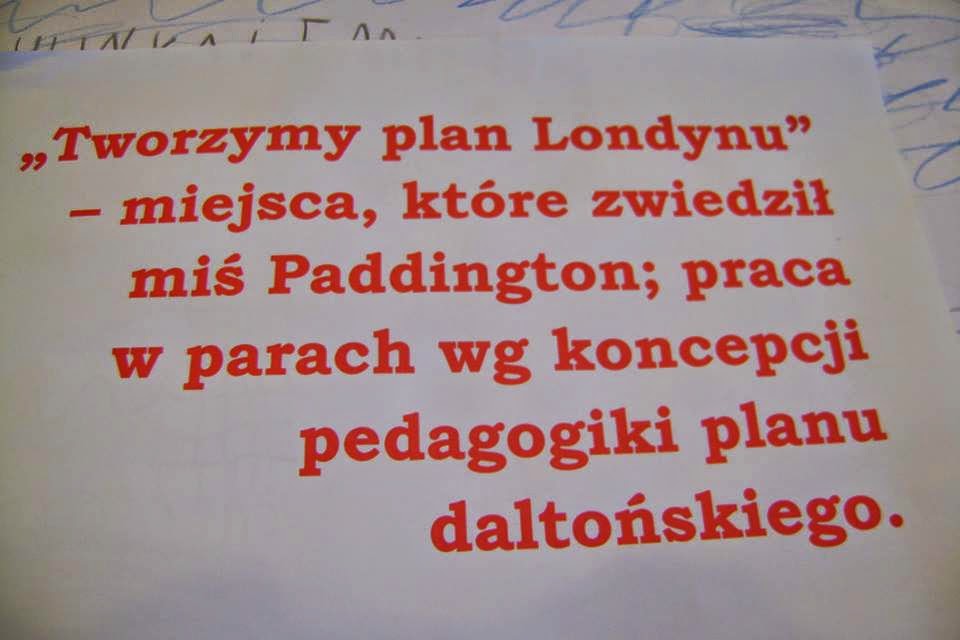 „Tworzymy plan Londynu”
– miejsca, które zwiedził
miś Paddington; praca
w parach wg koncepcji
pedagogiki planu
daltońskiego.